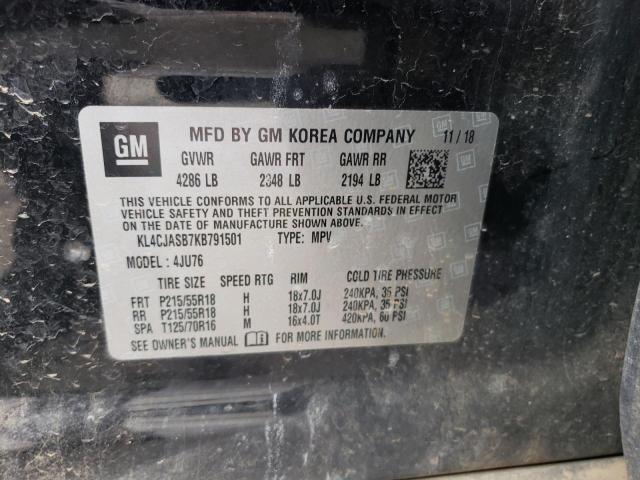 GM
MFD BY GM KOREA COMPANY 11/18
GVWR GAWR FRT GAWR RR
4286 LB 2348 LB 2194 LB
THIS VEHICLE CONFORMS TO ALL APPLICABLE U.S. FEDERAL MOTOR
VEHICLE SAFETY AND THEFT PREVENTION STANDARDS IN EFFECT
ON THE DATE OF MANUFACTURE SHOWN ABOVE.
KL4CJASB7KB791501 TYPE: MPV
MODEL: 4JU76
TIRE SIZE SPEED RTG RIM COLD TIRE PRESSURE
FRT P215/55R18 H 18x7.0J 240KPA, 35 PSI
RR P215/55R18 H 18x7.0J 240KPA, 35 PSI
SPA T125/70R16 M 16x4.0T 420KPA, 60 PSI
SEE OWNER'S MANUAL FOR MORE INFORMATION.